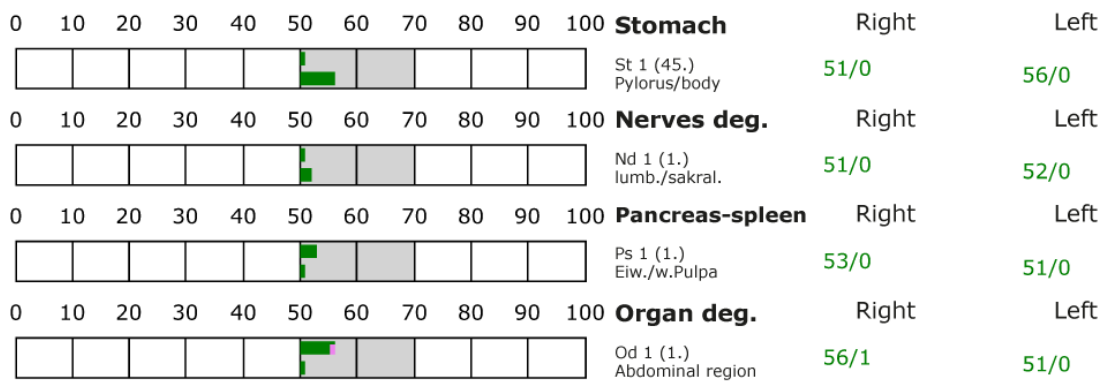 0 10 20 30 40 50 60 70 80 90 100 Stomach Right Left
St 1 (45.)
Pylorus/body
51/0 56/0
0 10 20 30 40 50 60 70 80 90 100 Nerves deg. Right Left
Nd 1 (1.)
lumb./sakral.
51/0 52/0
0 10 20 30 40 50 60 70 80 90 100 Pancreas-spleen Right Left
Ps 1 (1.)
Eiw./w.Pulpa
53/0 51/0
0 10 20 30 40 50 60 70 80 90 100 Organ deg. Right Left
Od 1 (1.)
Abdominal region
56/1 51/0